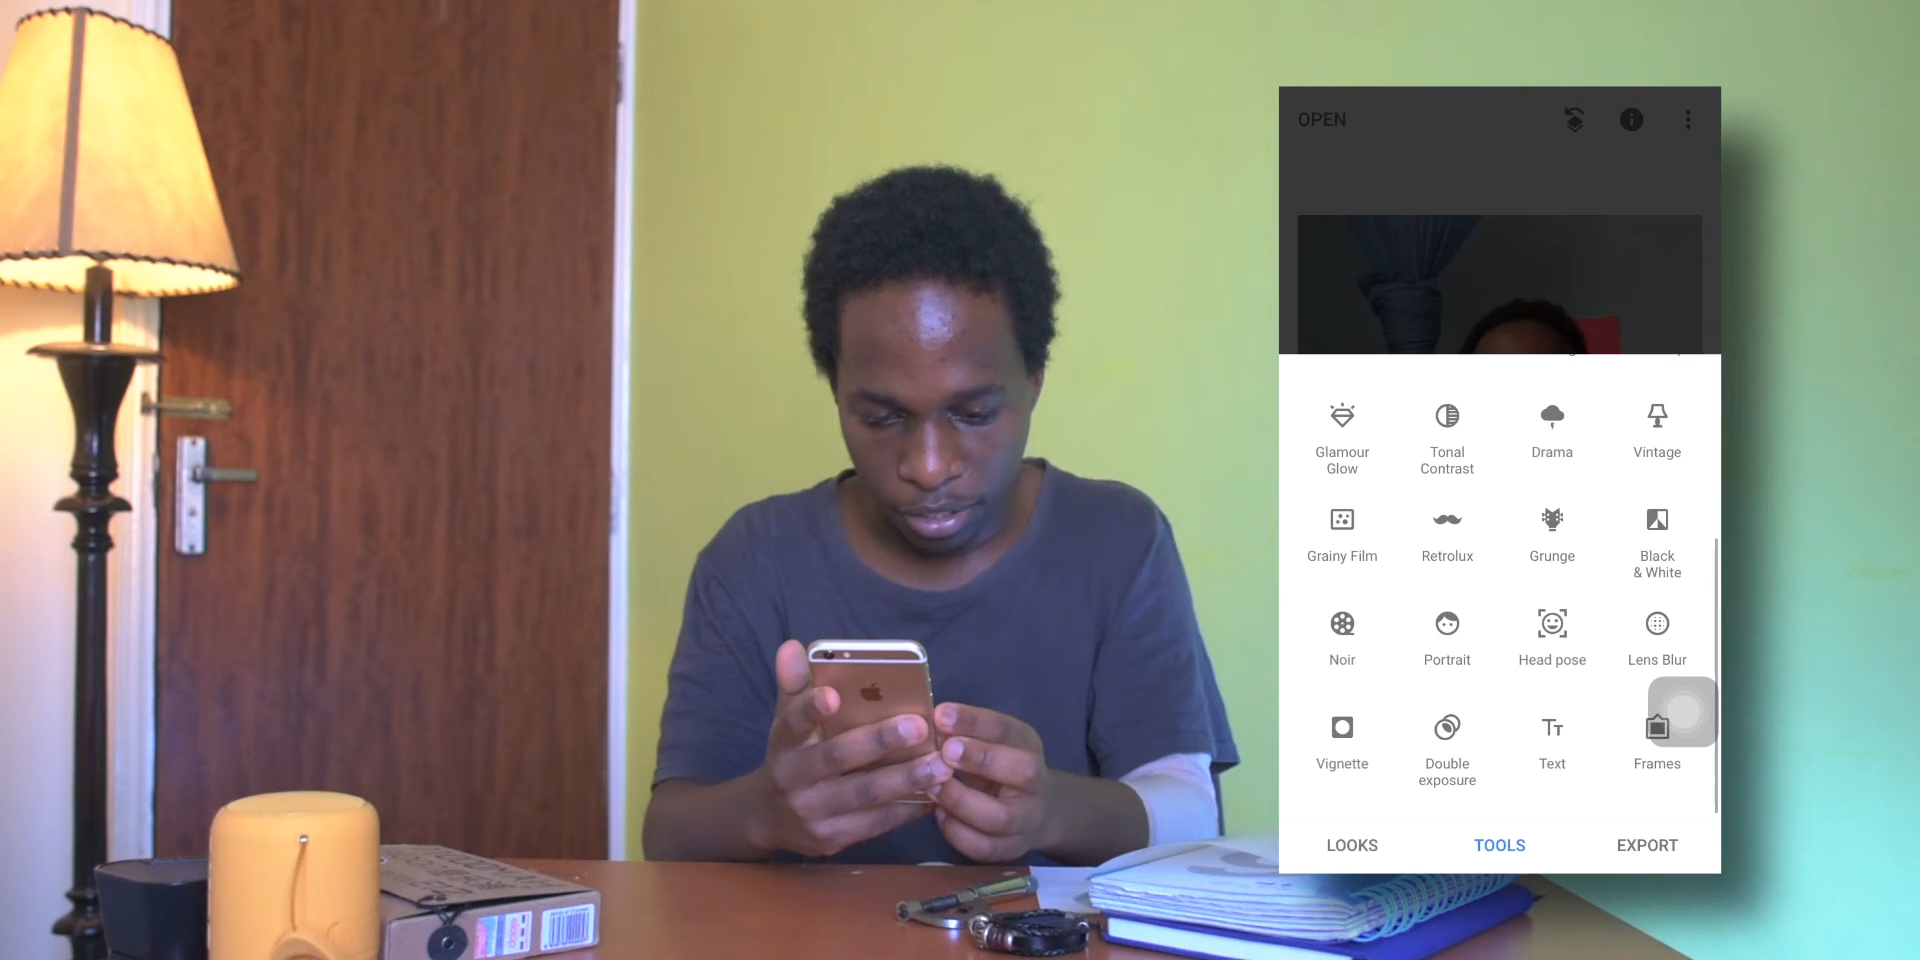 OPEN
Glamour
Glow
Tonal
Contrast
Drama
Vintage
Grainy Film
Retrolux
Grunge
Black
& White
Noir
Portrait
Head pose
Lens Blur
Vignette
Double
exposure
Text
Frames
LOOKS
TOOLS
EXPORT